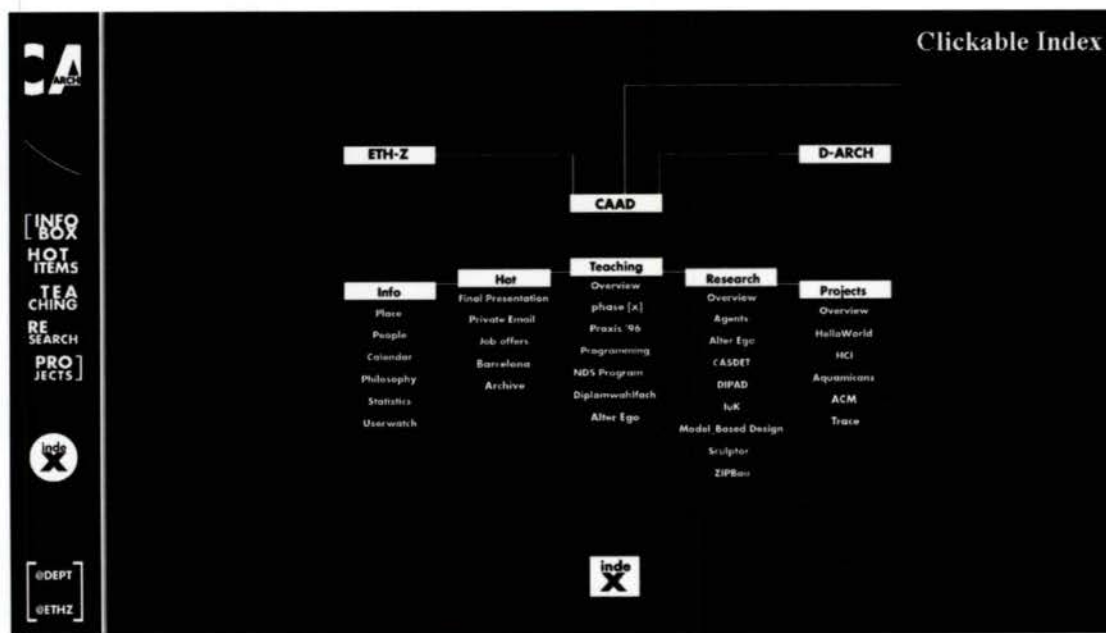 Clickable Index
CA
ARCH
ETH-Z
D-ARCH
CAAD
[INFO
BOX
HOT
ITEMS
TEA
CHING
RE
SEARCH
PRO
JECTS]
inde
X
[@DEPT
@ETHZ]
Info
Place
People
Calendar
Philosophy
Statistics
Userwatch
Hot
Final Presentation
Private Email
Job offers
Barcelona
Archive
Teaching
Overview
phase [x]
Praxis '96
Programming
NDS Program
Diplomwahlfach
Alter Ego
Research
Overview
Agents
Alter Ego
CASDET
DIPAD
IuK
Model_Based Design
Sculptor
ZIPBau
Projects
Overview
HelloWorld
HCI
Aquamicans
ACM
Trace
inde
X